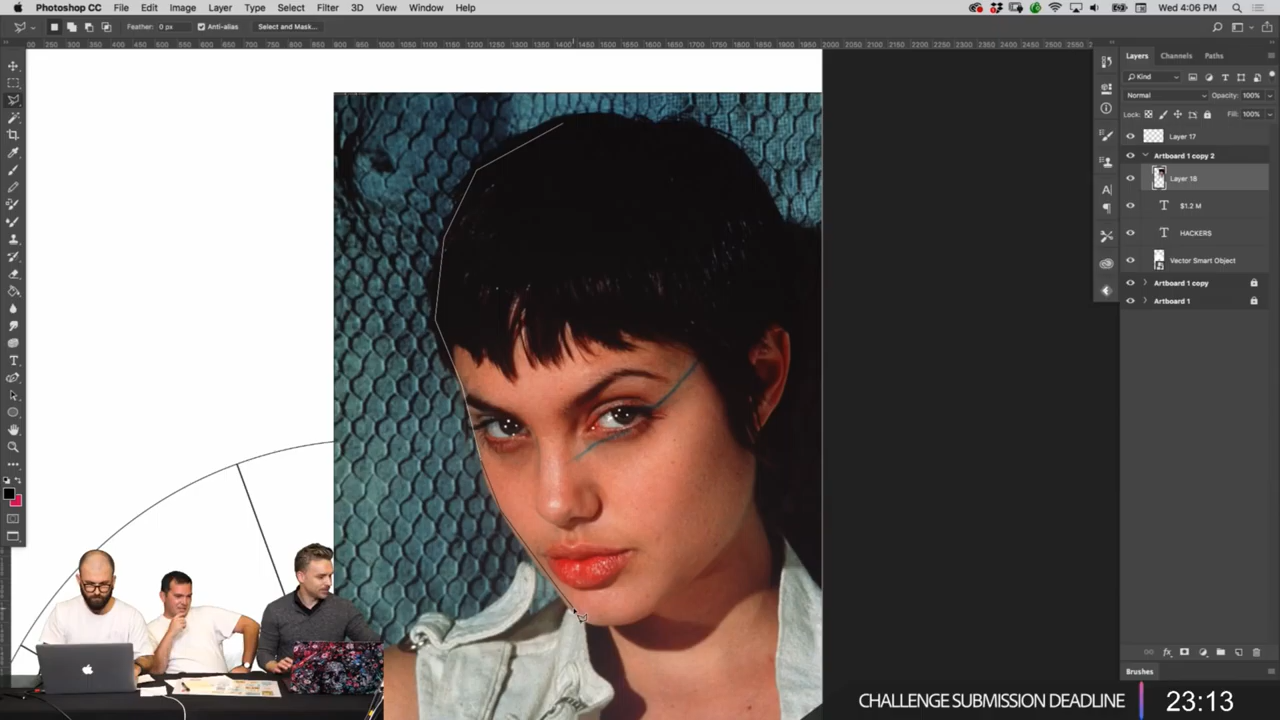 Photoshop CC File Edit Image Layer Type Select Filter 3D View Window Help
Wed 4:06 PM
Feather: 0 px Anti-alias Select and Mask...
Layers Channels Paths
Kind
Normal Opacity: 100%
Lock: Fill: 100%
Layer 17
Artboard 1 copy 2
Layer 18
$1.2 M
HACKERS
Vector Smart Object
Artboard 1 copy
Artboard 1
Brushes
CHALLENGE SUBMISSION DEADLINE 23:13